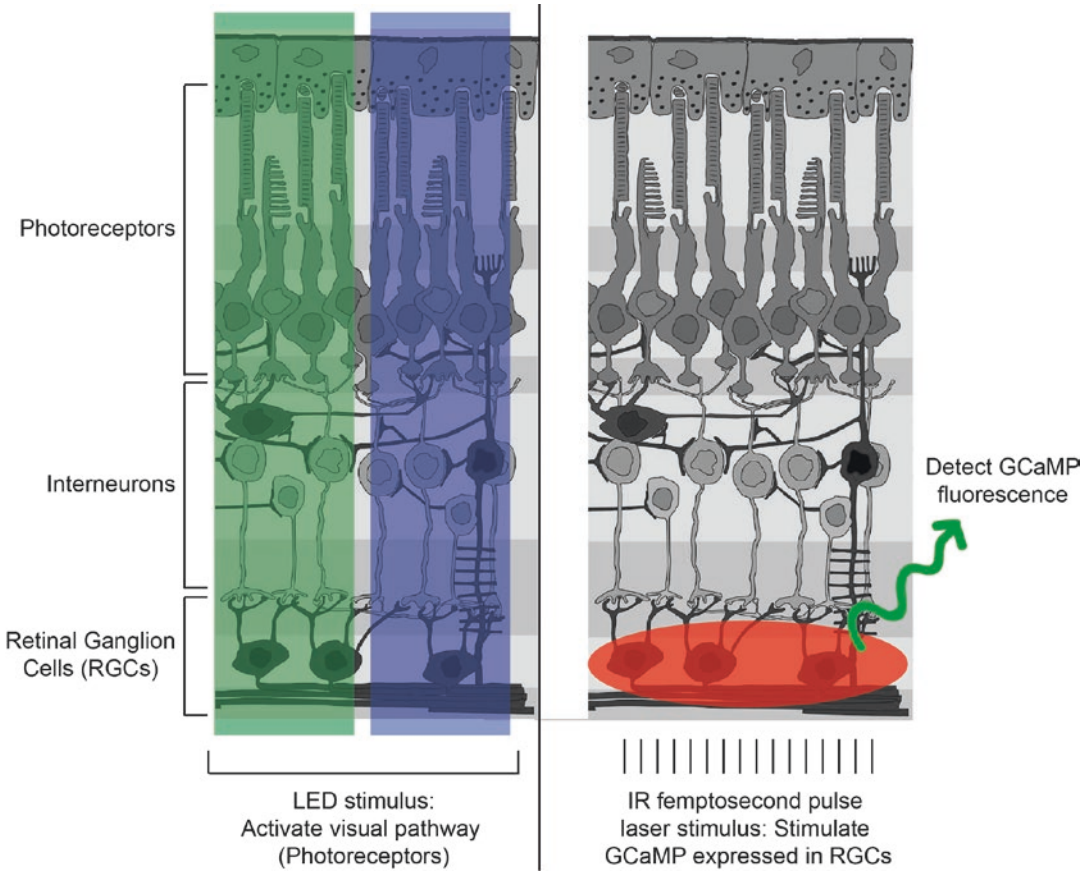 Photoreceptors
Interneurons
Retinal Ganglion
Cells (RGCs)
LED stimulus:
Activate visual pathway
(Photoreceptors)
Detect GCaMP
fluorescence
IR femptosecond pulse
laser stimulus: Stimulate
GCaMP expressed in RGCs